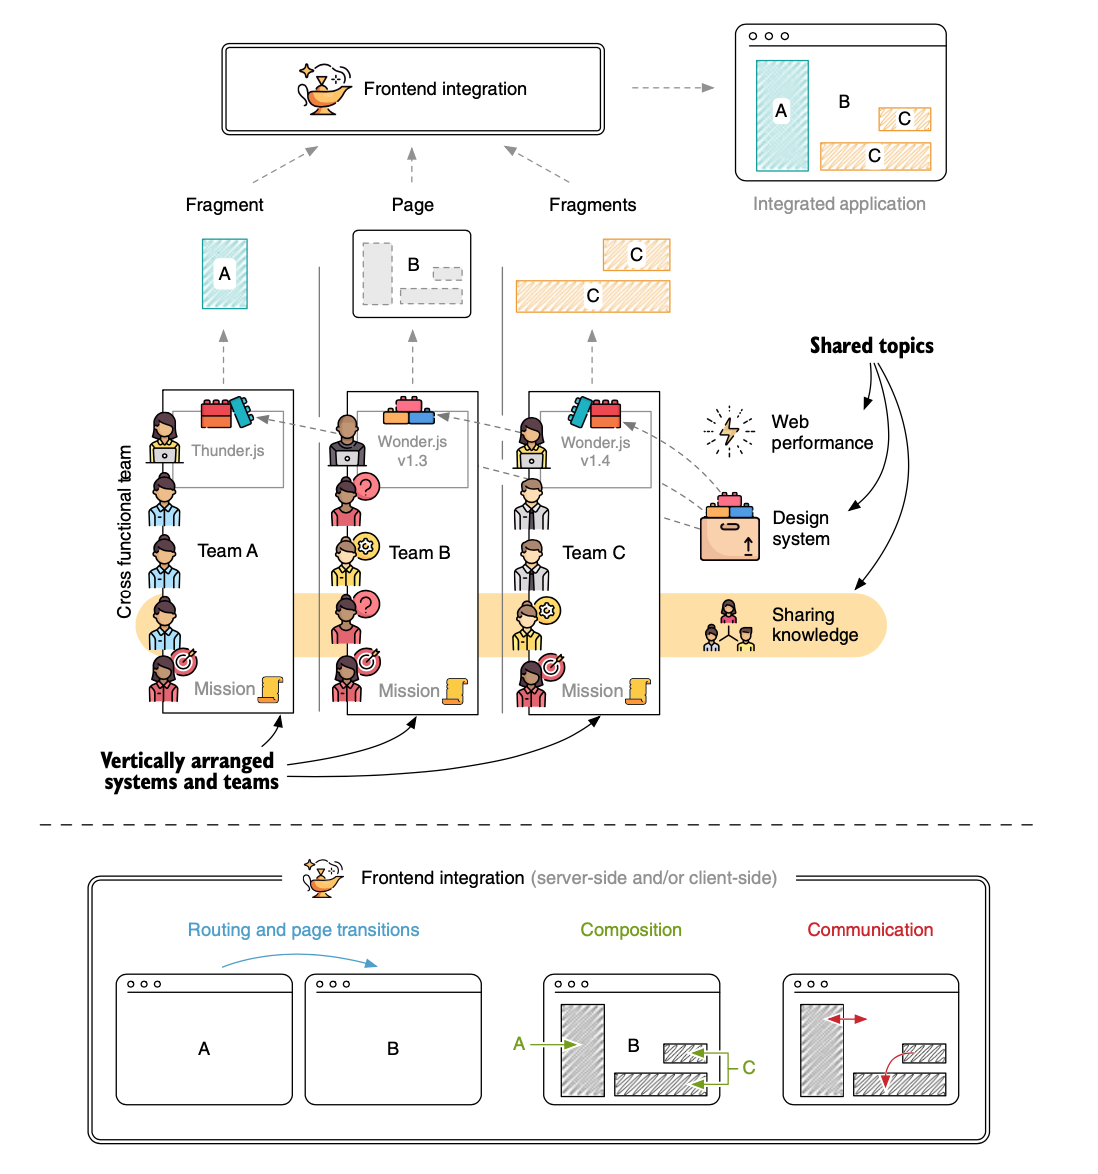 Frontend integration
A
B
C
C
Integrated application
Fragment
Page
Fragments
A
B
C
C
Shared topics
Web
performance
Design
system
Sharing
knowledge
Cross functional team
Thunder.js
Team A
Mission
Wonder.js
v1.3
?
Team B
?
Mission
Wonder.js
v1.4
Team C
Mission
Vertically arranged
systems and teams
Frontend integration (server-side and/or client-side)
Routing and page transitions
A
B
Composition
A
B
C
Communication